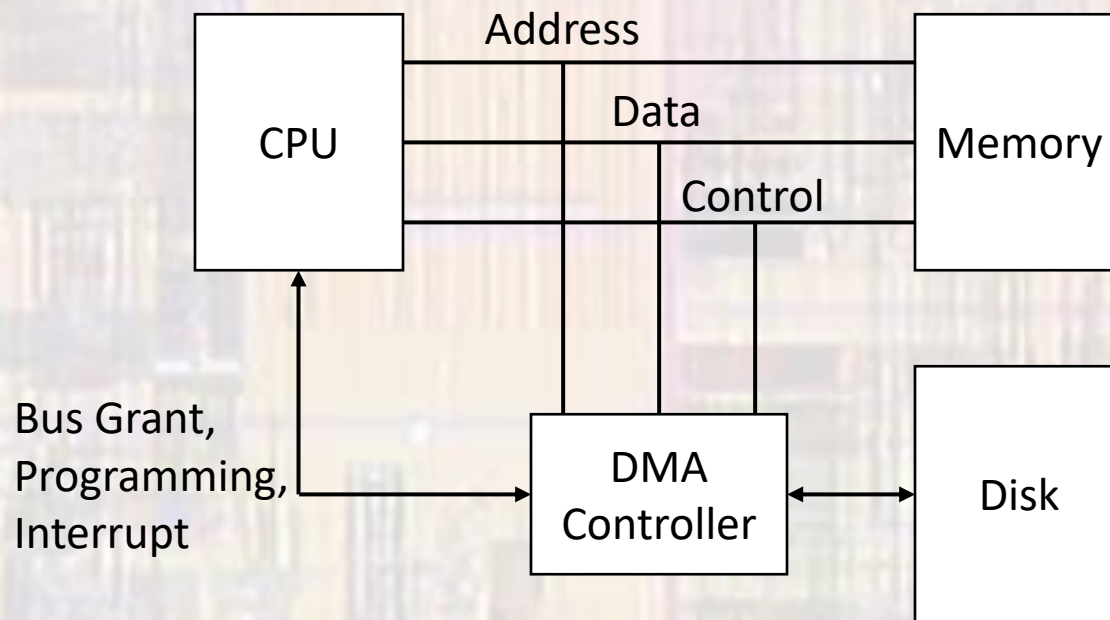 Address
CPU
Data
Memory
Control
Bus Grant,
Programming,
Interrupt
DMA
Controller
Disk